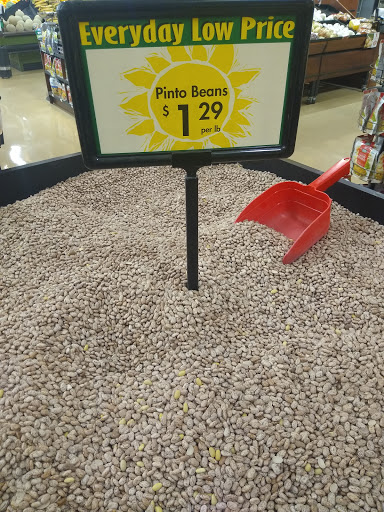 Everyday Low Price
Pinto Beans
$ 1 29
per lb